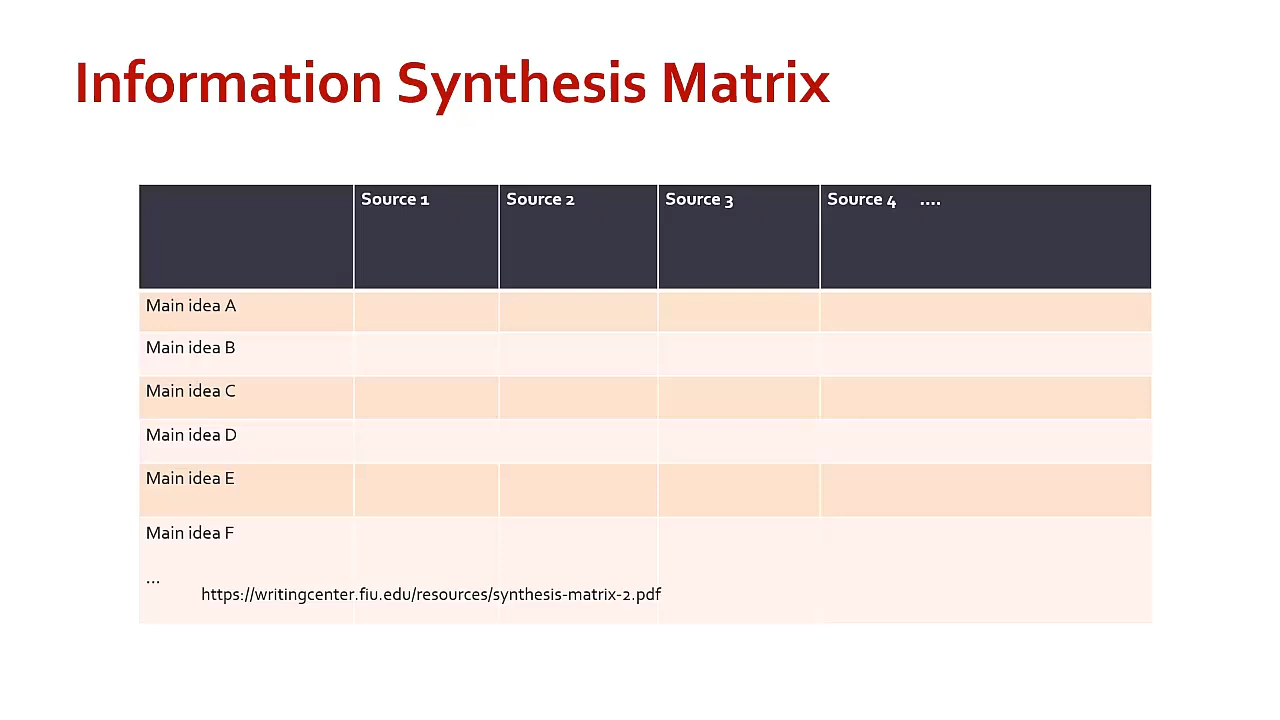 Information Synthesis Matrix
Source 1 Source 2 Source 3 Source 4 ....
Main idea A
Main idea B
Main idea C
Main idea D
Main idea E
Main idea F
...
https://writingcenter.fiu.edu/resources/synthesis-matrix-2.pdf